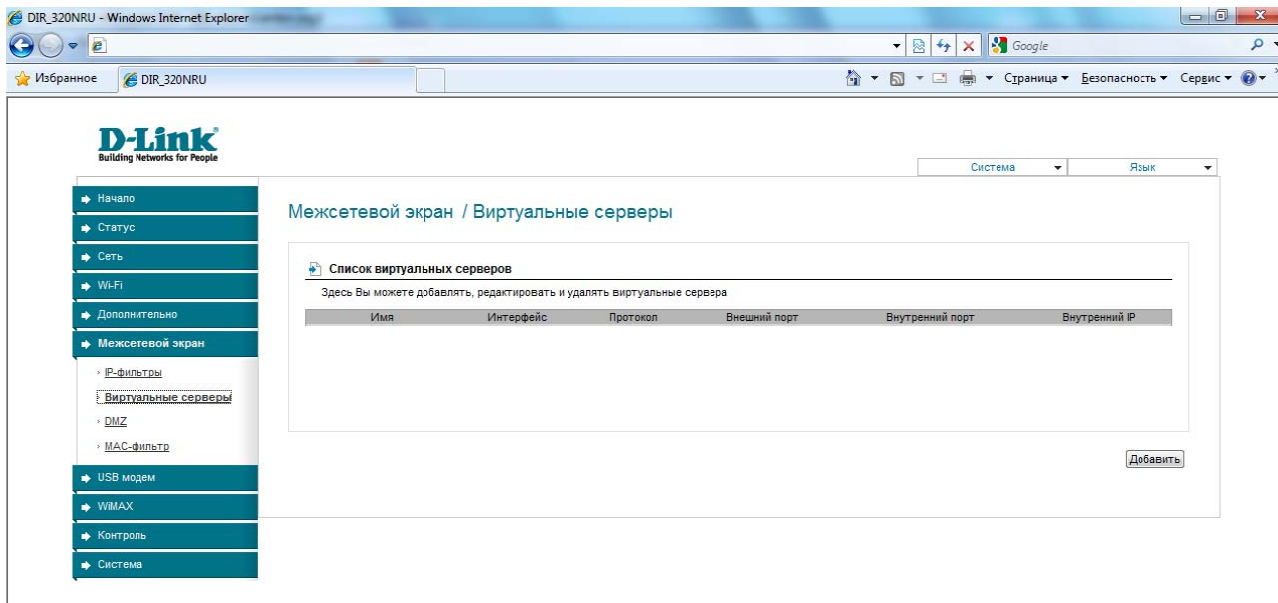 DIR_320NRU - Windows Internet Explorer
Google
Избранное DIR_320NRU Страница Безопасность Сервис
D-Link
Building Networks for People
Система Язык
Начало
Статус
Сеть
Wi-Fi
Дополнительно
Межсетевой экран
IP-фильтры
Виртуальные серверы
DMZ
MAC-фильтр
USB модем
WiMAX
Контроль
Система
Межсетевой экран / Виртуальные серверы
Список виртуальных серверов
Здесь Вы можете добавлять, редактировать и удалять виртуальные сервера
Имя Интерфейс Протокол Внешний порт Внутренний порт Внутренний IP
Добавить